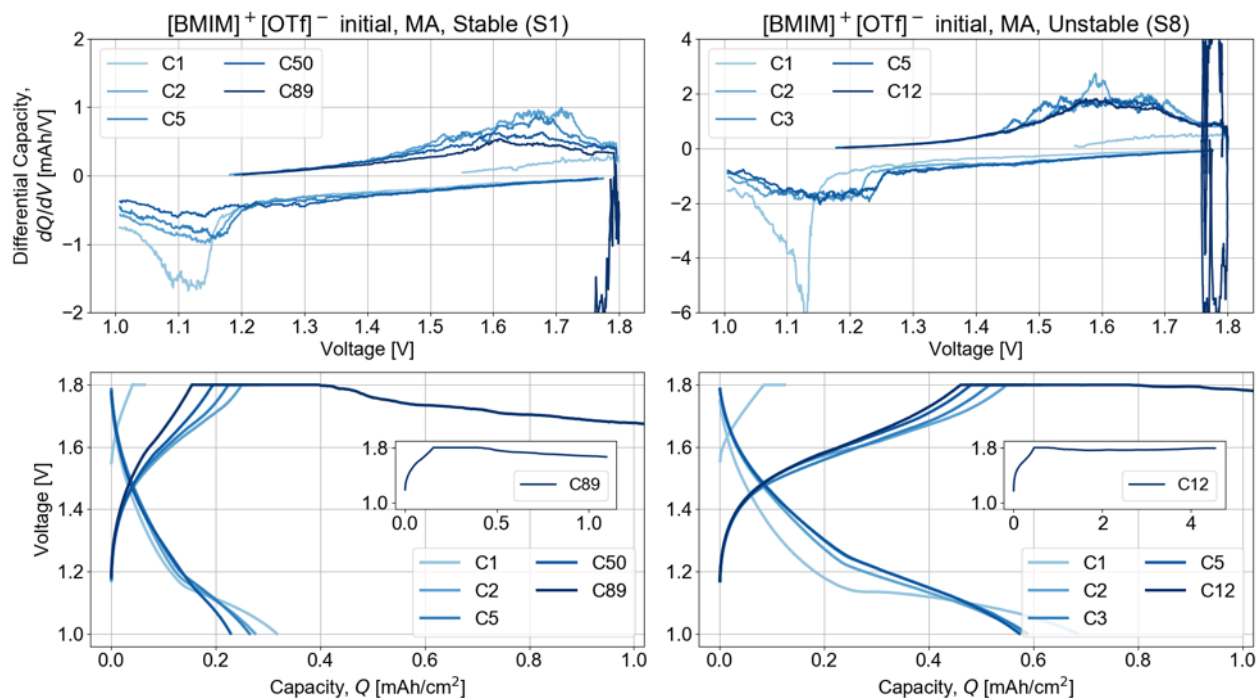 [BMIM]⁺[OTf]⁻ initial, MA, Stable (S1)
Differential Capacity,
dQ/dV [mAh/V]
2
1
0
−1
−2
C1
C2
C5
C50
C89
1.0 1.1 1.2 1.3 1.4 1.5 1.6 1.7 1.8
Voltage [V]
[BMIM]⁺[OTf]⁻ initial, MA, Unstable (S8)
4
2
0
−2
−4
−6
C1
C2
C3
C5
C12
1.0 1.1 1.2 1.3 1.4 1.5 1.6 1.7 1.8
Voltage [V]
Voltage [V]
1.8
1.6
1.4
1.2
1.0
1.8
1.0
C89
0.0 0.5 1.0
C1
C2
C5
C50
C89
0.0 0.2 0.4 0.6 0.8 1.0
Capacity, Q [mAh/cm²]
1.8
1.6
1.4
1.2
1.0
1.8
1.0
C12
0 2 4
C1
C2
C3
C5
C12
0.0 0.2 0.4 0.6 0.8 1.0
Capacity, Q [mAh/cm²]